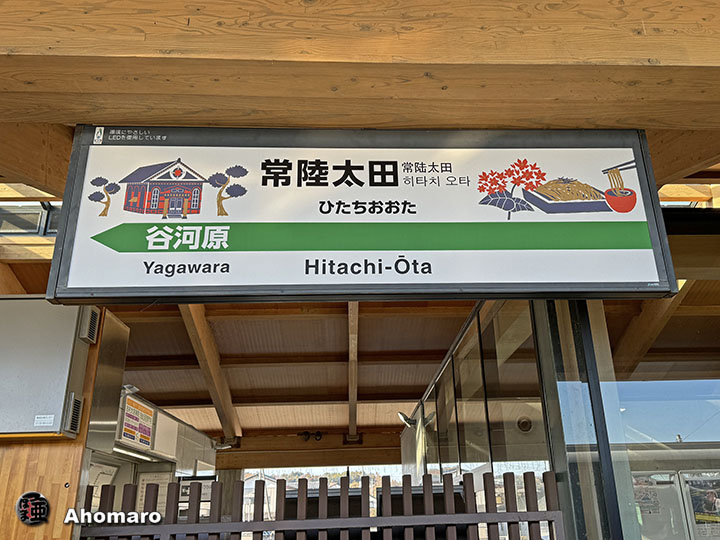 環境にやさしい
LEDを使用しています
常陸太田
常陆太田
히타치 오타
ひたちおおた
谷河原
Yagawara
Hitachi-Ōta
Ahomaro